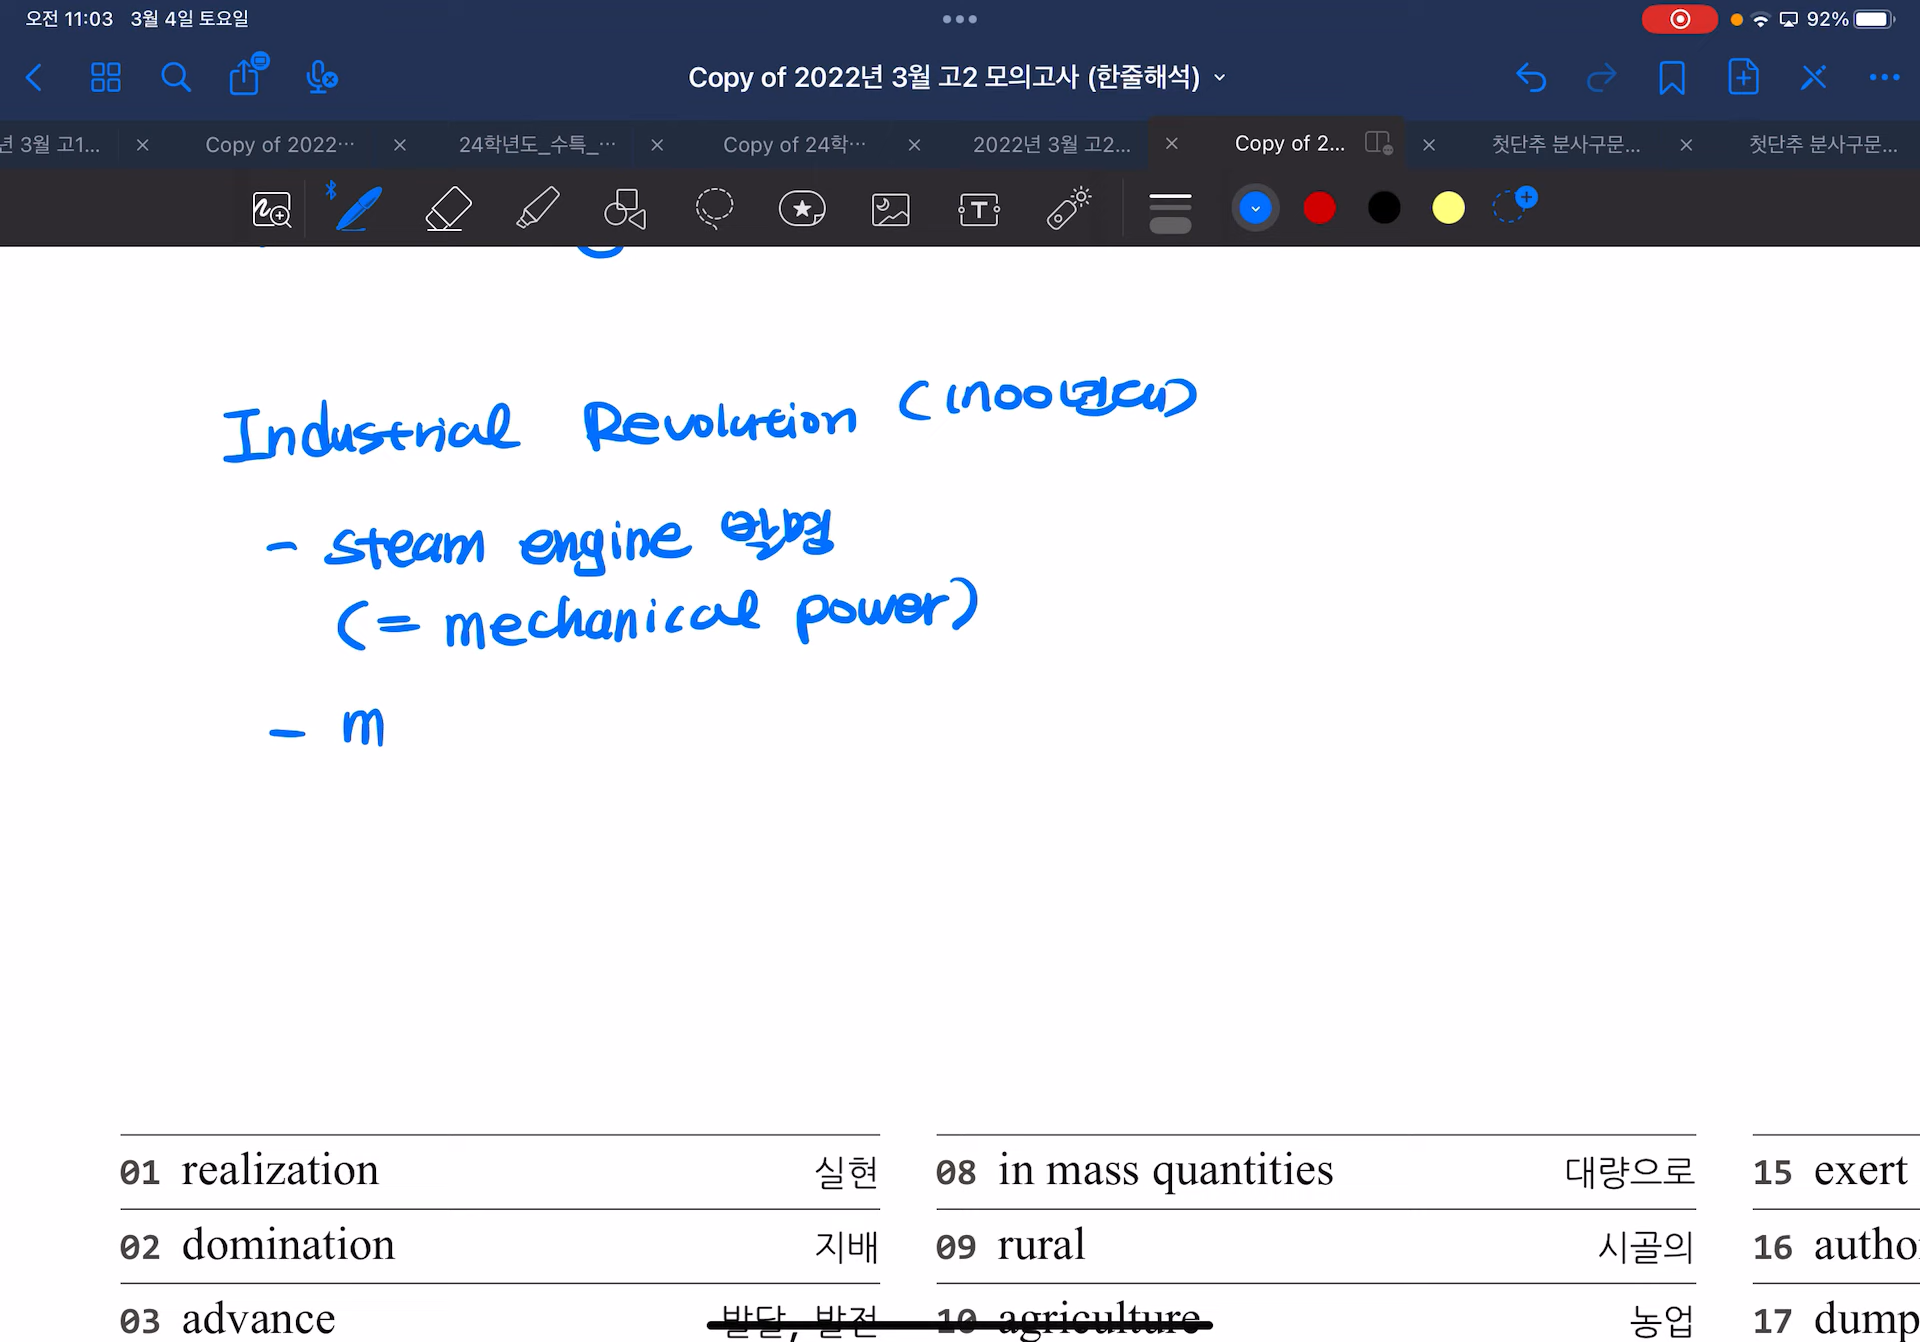 오전 11:03 3월 4일 토요일
92%
Copy of 2022년 3월 고2 모의고사 (한줄해석)
년 3월 고1...
Copy of 2022...
24학년도_수특_...
Copy of 24학...
2022년 3월 고2...
Copy of 2...
첫단추 분사구문...
첫단추 분사구문...
Industrial Revolution (1700년대)
- steam engine 발명
(= mechanical power)
- m
01 realization 실현
08 in mass quantities 대량으로
15 exert
02 domination 지배
09 rural 시골의
16 autho
03 advance 발달, 발전
10 agriculture 농업
17 dump